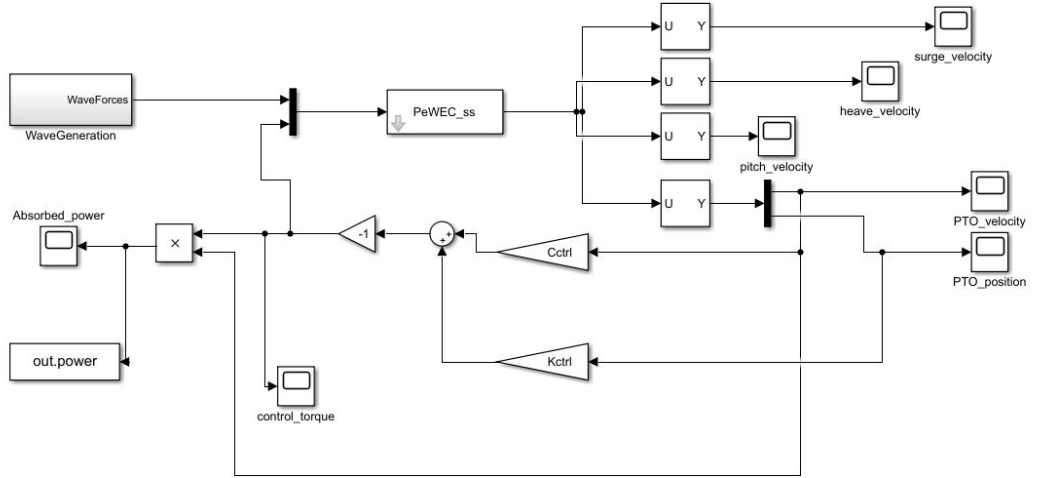 U Y
surge_velocity
WaveForces
WaveGeneration
PeWEC_ss
U Y
heave_velocity
U Y
pitch_velocity
U Y
PTO_velocity
Absorbed_power
×
-1
+
+
Cctrl
PTO_position
out.power
Kctrl
control_torque